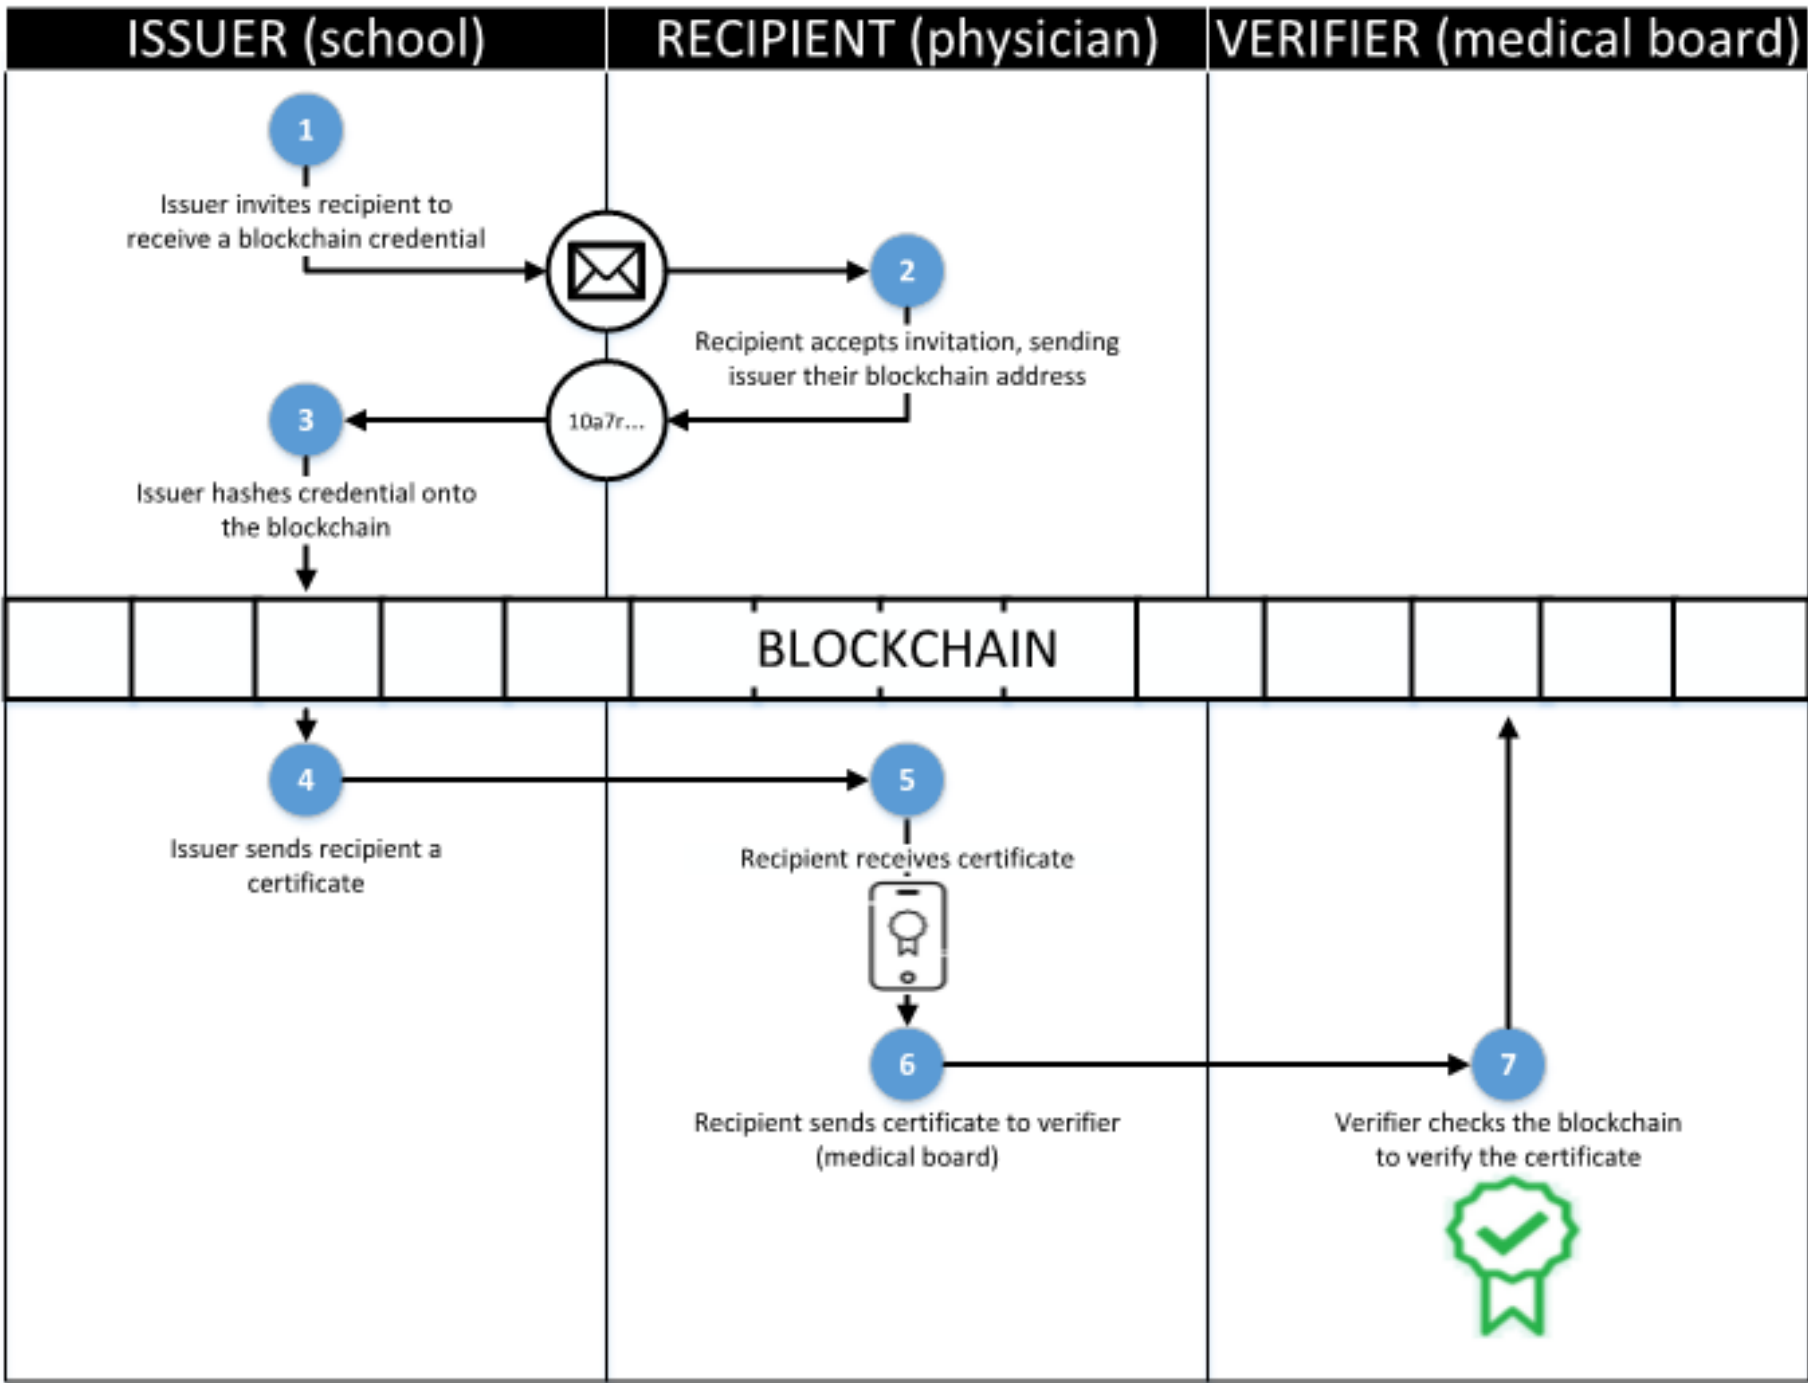 ISSUER (school)
RECIPIENT (physician)
VERIFIER (medical board)
1
Issuer invites recipient to
receive a blockchain credential
2
Recipient accepts invitation, sending
issuer their blockchain address
10a7r...
3
Issuer hashes credential onto
the blockchain
BLOCKCHAIN
4
Issuer sends recipient a
certificate
5
Recipient receives certificate
6
Recipient sends certificate to verifier
(medical board)
7
Verifier checks the blockchain
to verify the certificate